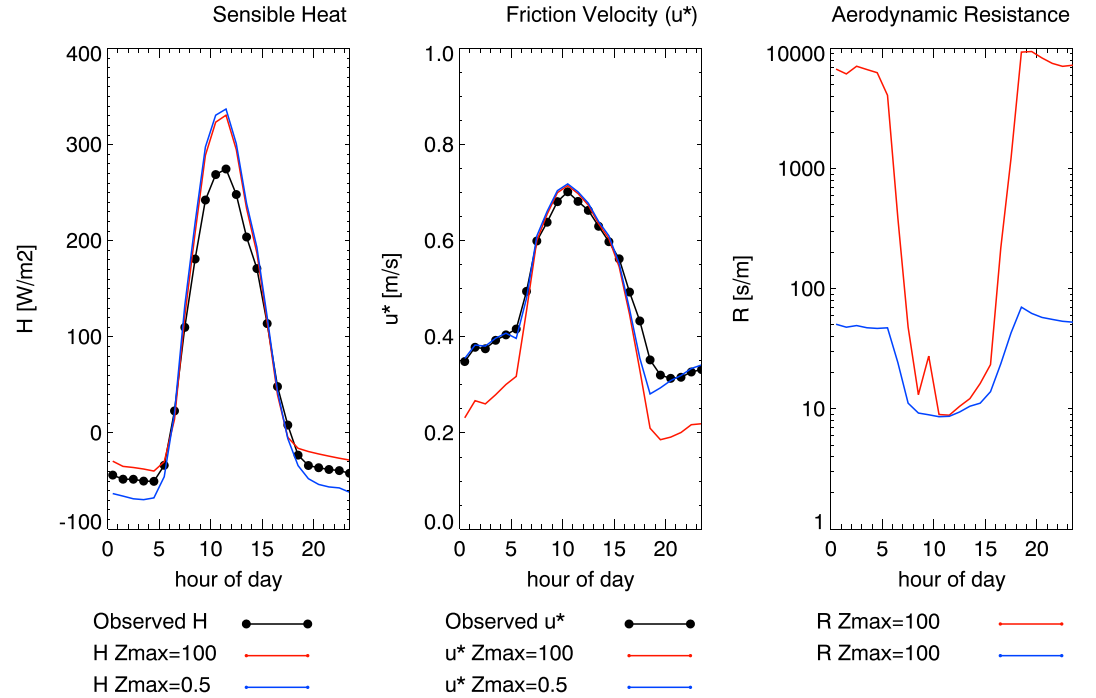 Sensible Heat
Friction Velocity (u*)
Aerodynamic Resistance
400
300
200
100
0
-100
H [W/m2]
0 5 10 15 20
hour of day
1.0
0.8
0.6
0.4
0.2
0.0
u* [m/s]
0 5 10 15 20
hour of day
10000
1000
100
10
1
R [s/m]
0 5 10 15 20
hour of day
Observed H
H Zmax=100
H Zmax=0.5
Observed u*
u* Zmax=100
u* Zmax=0.5
R Zmax=100
R Zmax=100